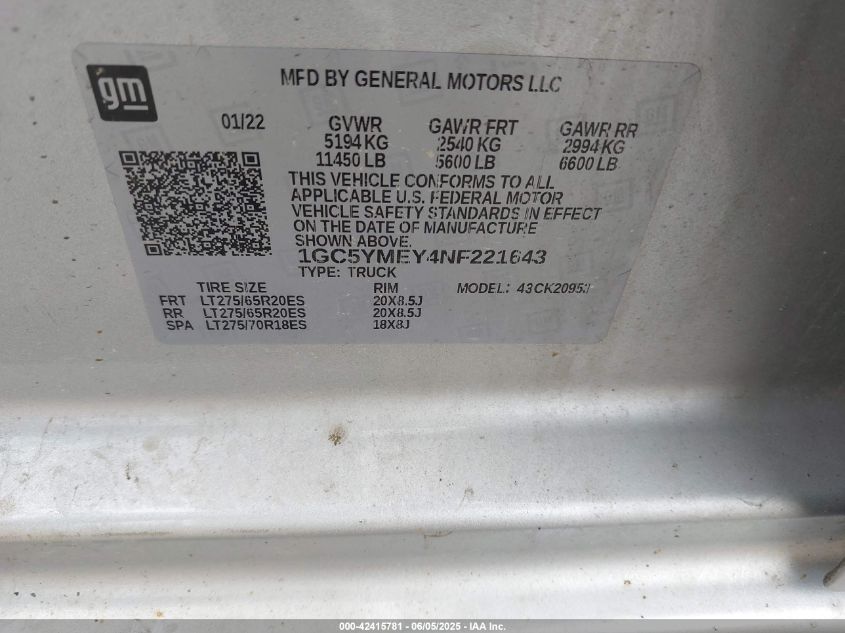 gm
MFD BY GENERAL MOTORS LLC
01/22 GVWR GAWR FRT GAWR RR
5194 KG 2540 KG 2994 KG
11450 LB 5600 LB 6600 LB
THIS VEHICLE CONFORMS TO ALL
APPLICABLE U.S. FEDERAL MOTOR
VEHICLE SAFETY STANDARDS IN EFFECT
ON THE DATE OF MANUFACTURE
SHOWN ABOVE.
1GC5YMEY4NF221643
TYPE: TRUCK
TIRE SIZE RIM MODEL: 43CK20953
FRT LT275/65R20ES 20X8.5J
RR LT275/65R20ES 20X8.5J
SPA LT275/70R18ES 18X8J
000-42415781 - 06/05/2025 - IAA Inc.